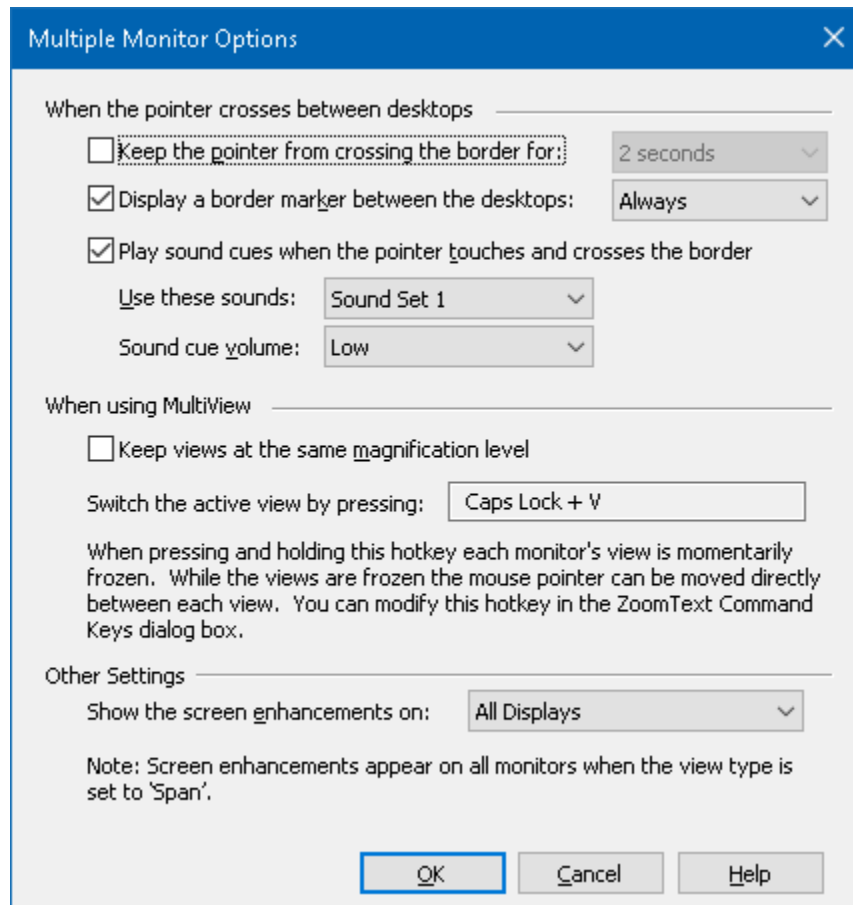 Multiple Monitor Options
When the pointer crosses between desktops
Keep the pointer from crossing the border for: 2 seconds
Display a border marker between the desktops: Always
Play sound cues when the pointer touches and crosses the border
Use these sounds: Sound Set 1
Sound cue volume: Low
When using MultiView
Keep views at the same magnification level
Switch the active view by pressing: Caps Lock + V
When pressing and holding this hotkey each monitor's view is momentarily
frozen. While the views are frozen the mouse pointer can be moved directly
between each view. You can modify this hotkey in the ZoomText Command
Keys dialog box.
Other Settings
Show the screen enhancements on: All Displays
Note: Screen enhancements appear on all monitors when the view type is
set to 'Span'.
OK Cancel Help